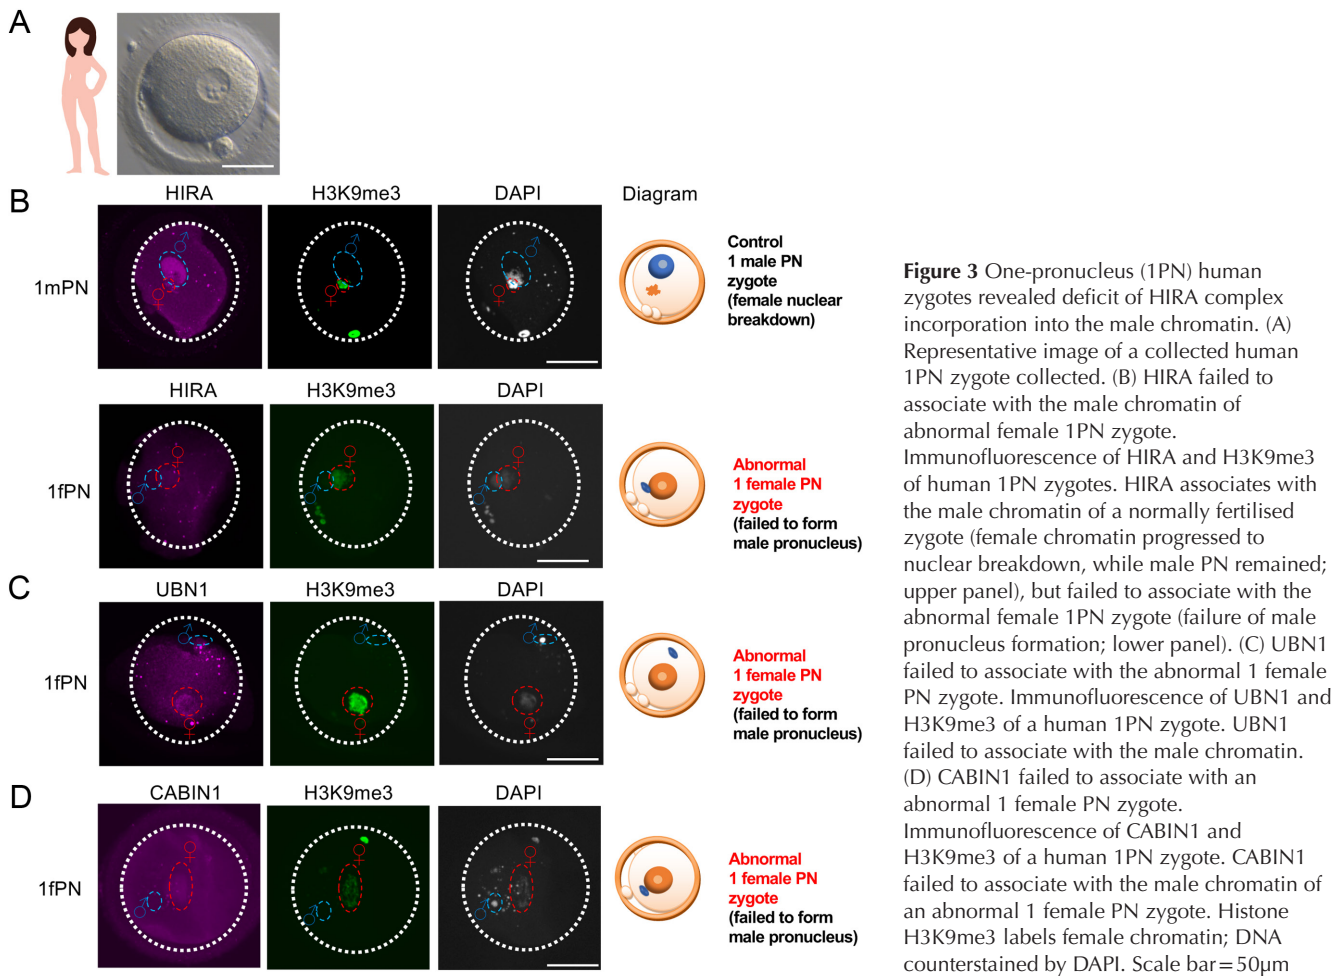 A
B
HIRA
H3K9me3
DAPI
Diagram
1mPN
♂
♀
♂
♀
♂
♀
Control
1 male PN
zygote
(female nuclear
breakdown)
HIRA
H3K9me3
DAPI
1fPN
♀
♂
♀
♂
♀
♂
Abnormal
1 female PN
zygote
(failed to form
male pronucleus)
C
UBN1
H3K9me3
DAPI
1fPN
♂
♀
♂
♀
♂
♀
Abnormal
1 female PN
zygote
(failed to form
male pronucleus)
D
CABIN1
H3K9me3
DAPI
1fPN
♀
♂
♀
♂
♀
♂
Abnormal
1 female PN
zygote
(failed to form
male pronucleus)
Figure 3 One-pronucleus (1PN) human
zygotes revealed deficit of HIRA complex
incorporation into the male chromatin. (A)
Representative image of a collected human
1PN zygote collected. (B) HIRA failed to
associate with the male chromatin of
abnormal female 1PN zygote.
Immunofluorescence of HIRA and H3K9me3
of human 1PN zygotes. HIRA associates with
the male chromatin of a normally fertilised
zygote (female chromatin progressed to
nuclear breakdown, while male PN remained;
upper panel), but failed to associate with the
abnormal female 1PN zygote (failure of male
pronucleus formation; lower panel). (C) UBN1
failed to associate with the abnormal 1 female
PN zygote. Immunofluorescence of UBN1 and
H3K9me3 of a human 1PN zygote. UBN1
failed to associate with the male chromatin.
(D) CABIN1 failed to associate with an
abnormal 1 female PN zygote.
Immunofluorescence of CABIN1 and
H3K9me3 of a human 1PN zygote. CABIN1
failed to associate with the male chromatin of
an abnormal 1 female PN zygote. Histone
H3K9me3 labels female chromatin; DNA
counterstained by DAPI. Scale bar=50μm